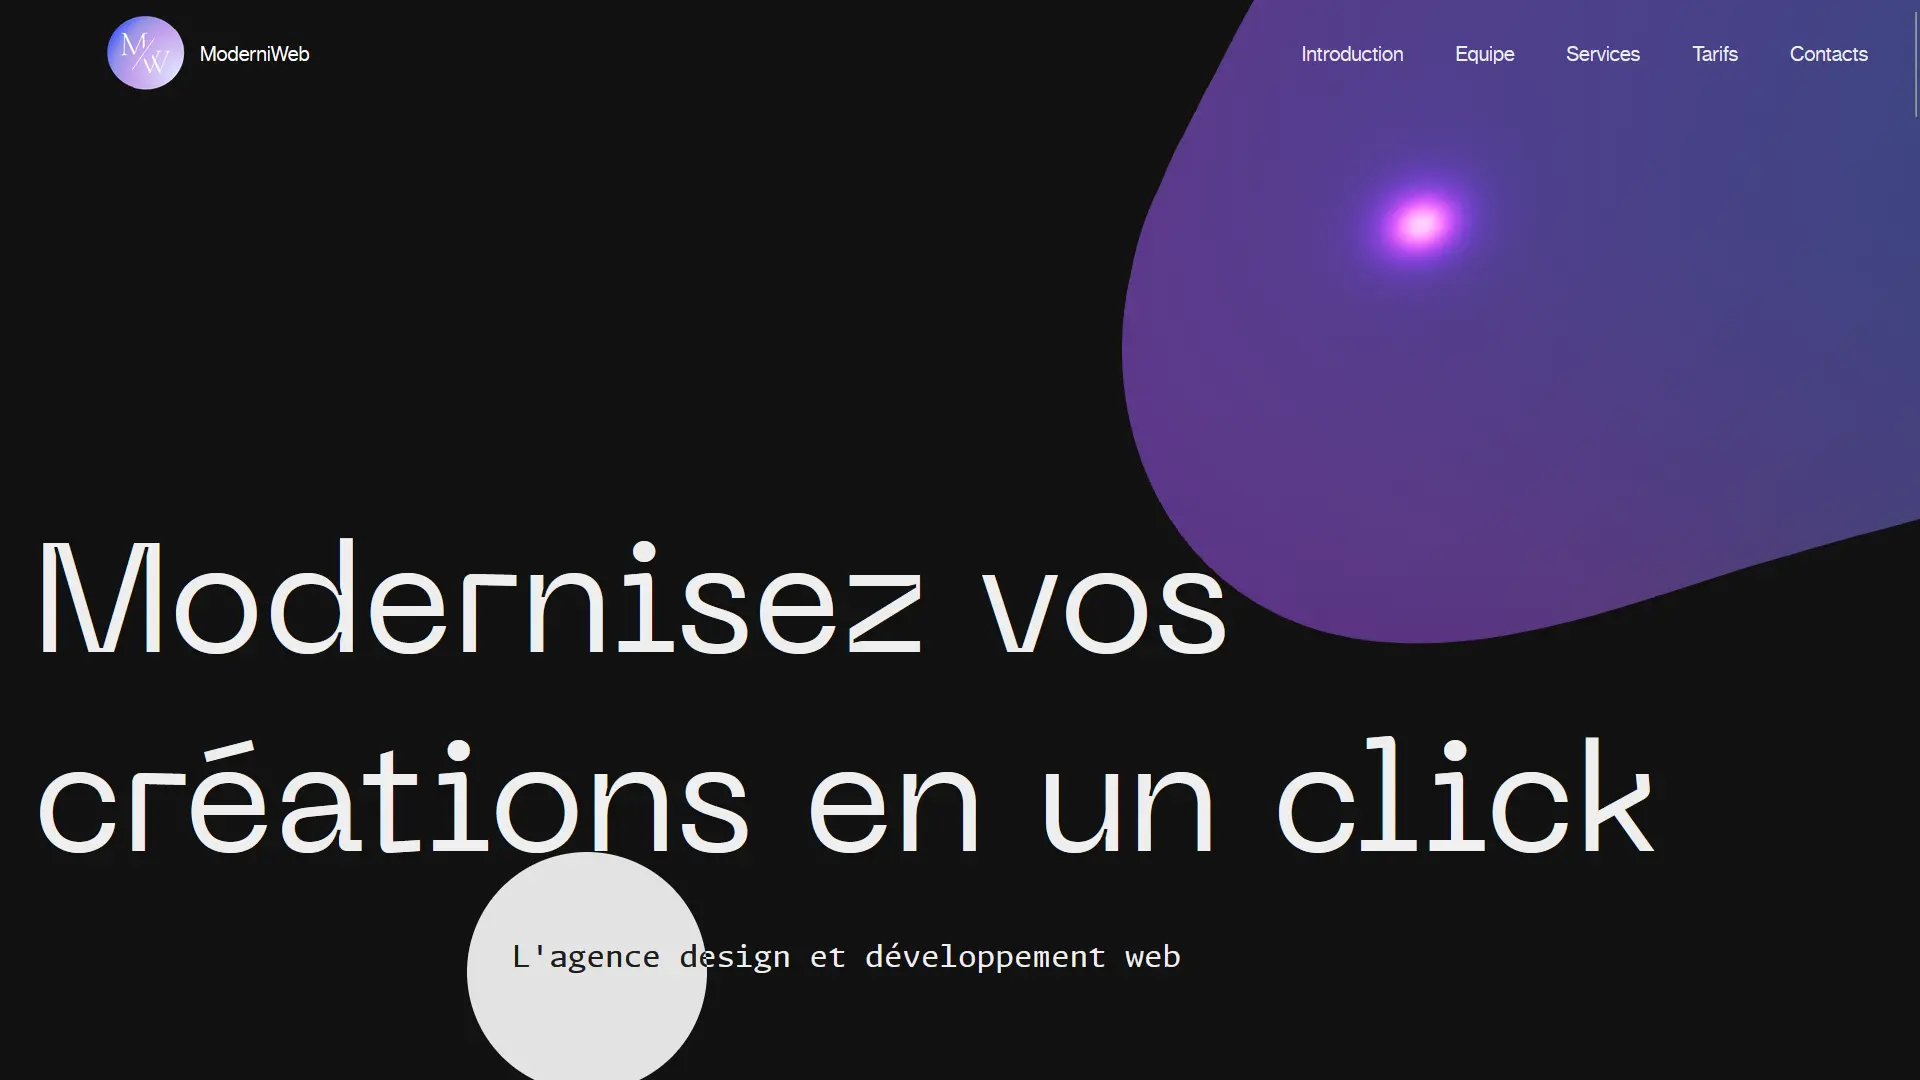 M/W
ModerniWeb
Introduction
Equipe
Services
Tarifs
Contacts
Modernisez vos
créations en un click
L'agence design et développement web